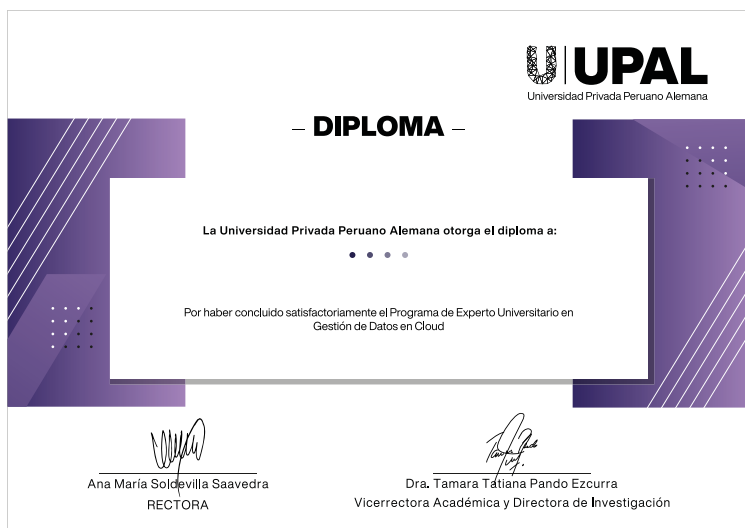 UPAL
Universidad Privada Peruano Alemana
– DIPLOMA –
La Universidad Privada Peruano Alemana otorga el diploma a:
Por haber concluido satisfactoriamente el Programa de Experto Universitario en
Gestión de Datos en Cloud
Ana María Soldevilla Saavedra
RECTORA
Dra. Tamara Tatiana Pando Ezcurra
Vicerrectora Académica y Directora de Investigación